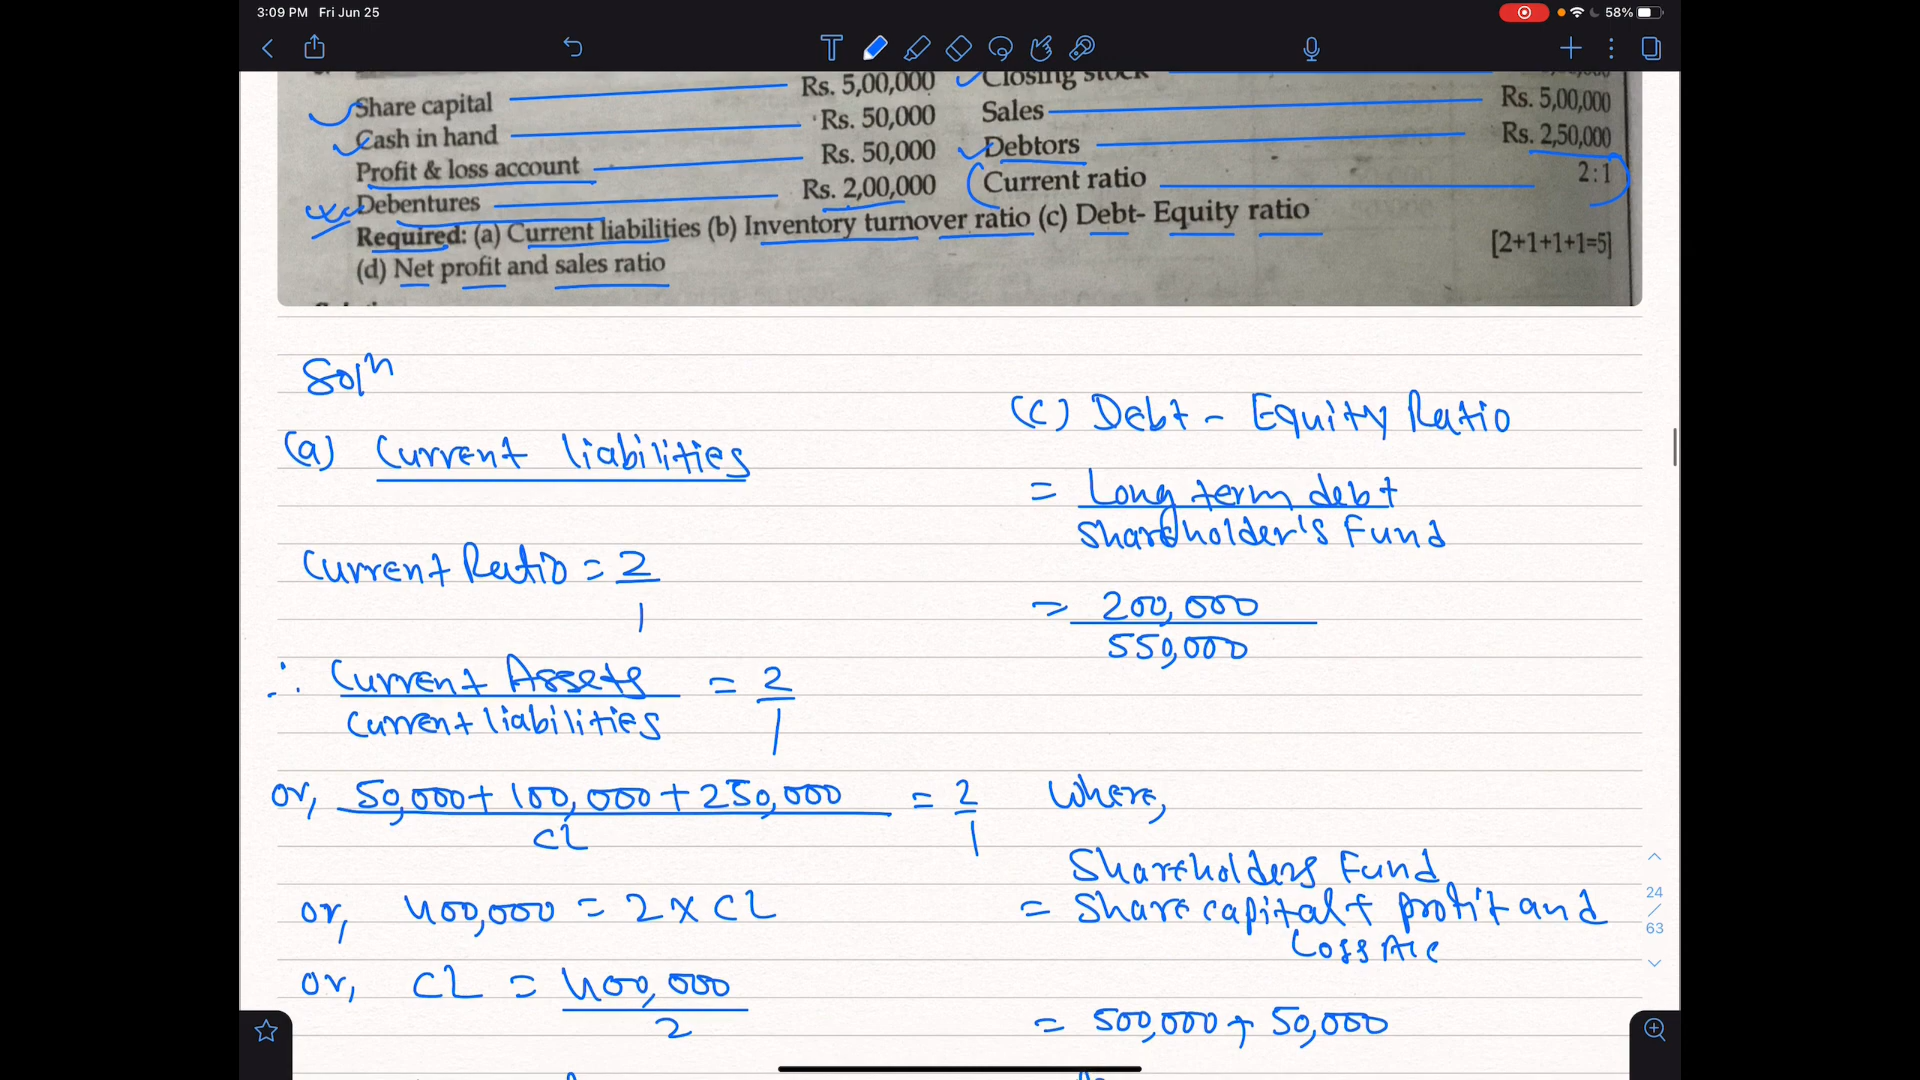 3:09 PM Fri Jun 25
58%
Share capital Rs. 5,00,000 Closing stock
Cash in hand Rs. 50,000 Sales Rs. 5,00,000
Profit & loss account Rs. 50,000 Debtors Rs. 2,50,000
Debentures Rs. 2,00,000 Current ratio 2:1
Required: (a) Current liabilities (b) Inventory turnover ratio (c) Debt- Equity ratio
(d) Net profit and sales ratio [2+1+1+1=5]
Solⁿ
(a) Current liabilities
Current Ratio = 2
1
∴ Current Assets = 2
Current liabilities 1
or, 50,000 + 100,000 + 250,000 = 2
CL 1
or, 400,000 = 2 x CL
or, CL = 400,000
2
(c) Debt - Equity Ratio
= Long term debt
Shareholder's Fund
= 200,000
550,000
Where,
Shareholders Fund
= Share capital + profit and
Loss A/c
= 500,000 + 50,000
24
/
63